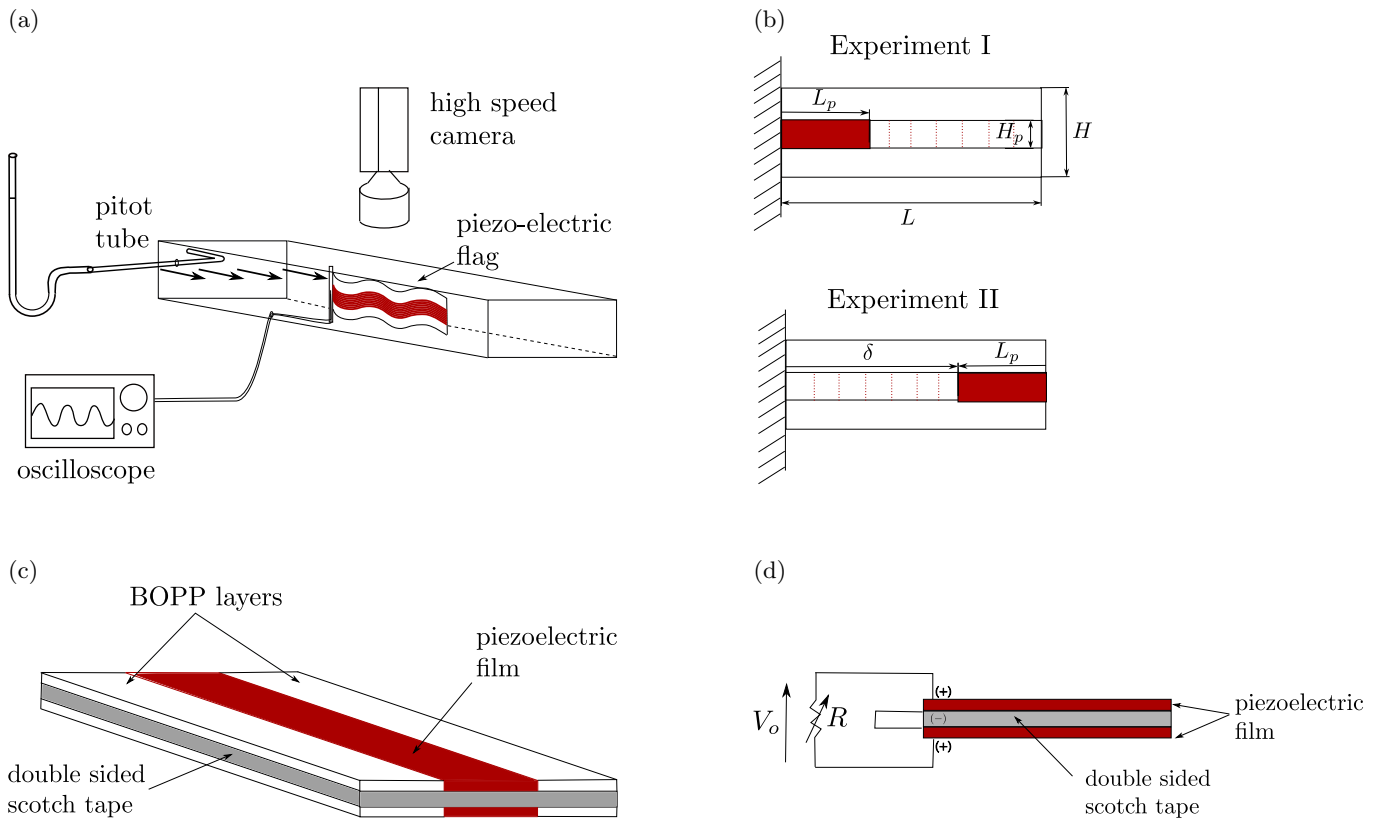 (a)
high speed
camera
pitot
tube
piezo-electric
flag
oscilloscope
(b)
Experiment I
L_p
H_p
H
L
Experiment II
δ
L_p
(c)
BOPP layers
piezoelectric
film
double sided
scotch tape
(d)
V_o
R
(+)
(−)
(+)
piezoelectric
film
double sided
scotch tape